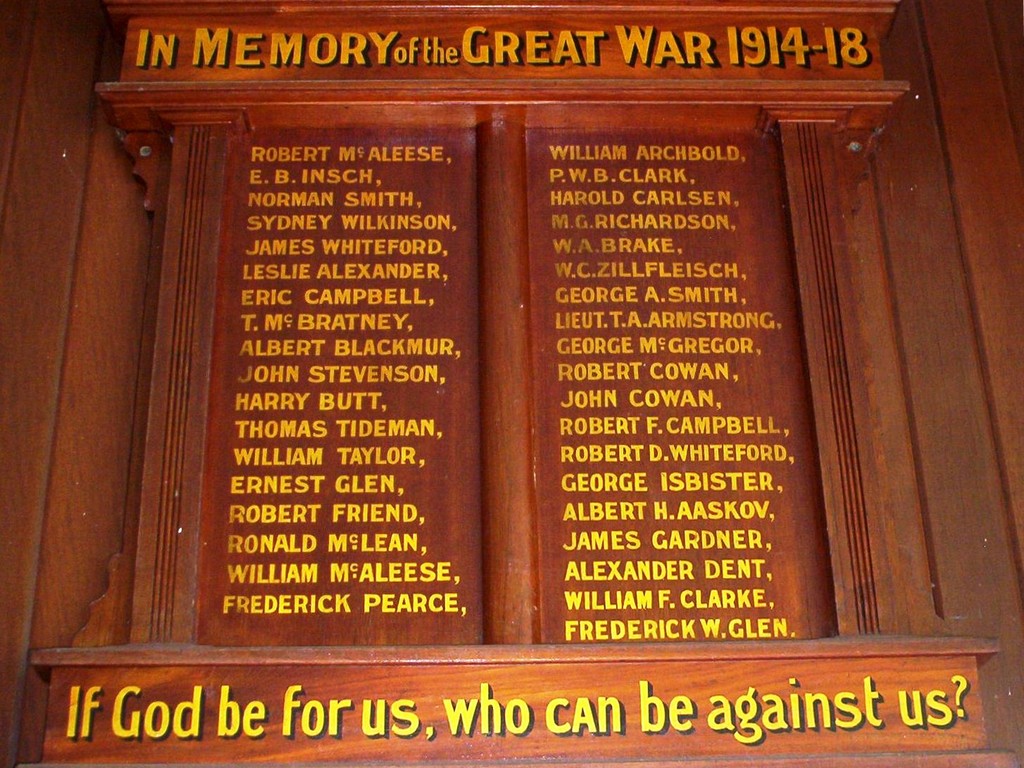 IN MEMORY of the GREAT WAR 1914-18
ROBERT McALEESE,
E. B. INSCH,
NORMAN SMITH,
SYDNEY WILKINSON,
JAMES WHITEFORD,
LESLIE ALEXANDER,
ERIC CAMPBELL,
T. McBRATNEY,
ALBERT BLACKMUR,
JOHN STEVENSON,
HARRY BUTT,
THOMAS TIDEMAN,
WILLIAM TAYLOR,
ERNEST GLEN,
ROBERT FRIEND,
RONALD McLEAN,
WILLIAM McALEESE,
FREDERICK PEARCE,
WILLIAM ARCHBOLD,
P.W.B. CLARK,
HAROLD CARLSEN,
M.G. RICHARDSON,
W.A. BRAKE,
W.C. ZILLFLEISCH,
GEORGE A. SMITH,
LIEUT. T.A. ARMSTRONG,
GEORGE McGREGOR,
ROBERT COWAN,
JOHN COWAN,
ROBERT F. CAMPBELL,
ROBERT D. WHITEFORD,
GEORGE ISBISTER,
ALBERT H. AASKOV,
JAMES GARDNER,
ALEXANDER DENT,
WILLIAM F. CLARKE,
FREDERICK W. GLEN.
If God be for us, who can be against us?